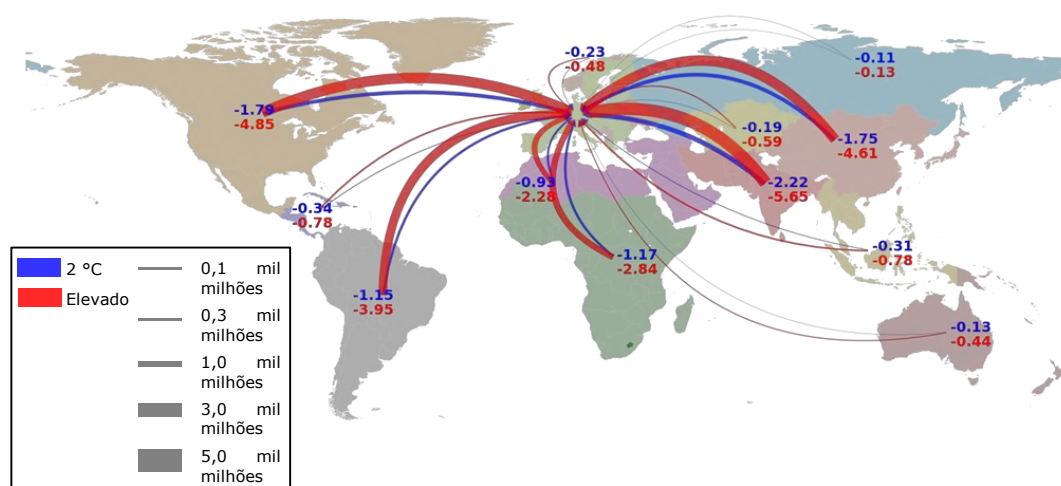 -0.23
-0.48
-0.11
-0.13
-1.79
-4.85
-0.19
-0.59
-1.75
-4.61
-0.93
-2.28
-2.22
-5.65
-0.34
-0.78
-1.17
-2.84
-0.31
-0.78
-1.15
-3.95
-0.13
-0.44
2 °C
Elevado
0,1 mil
milhões
0,3 mil
milhões
1,0 mil
milhões
3,0 mil
milhões
5,0 mil
milhões